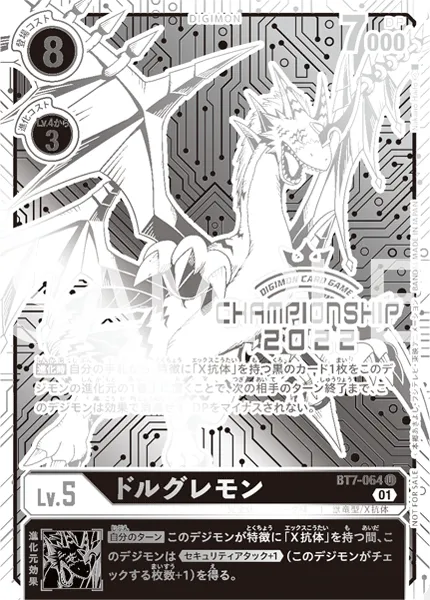 DIGIMON
登場コスト
8
DP
7000
進化コスト
Lv.4から
3
DIGIMON CARD GAME
CHAMPIONSHIP
2022
進化時 自分の手札から特徴に「X抗体」を持つ黒のカード1枚をこのデ
ジモンの進化元の1番下に置くことで、次の相手のターン終了まで、こ
のデジモンは効果で
DPをマイナスされない。
BT7-064 U
01
Lv.5
ドルグレモン
獣竜型/X抗体
NOT FOR SALE
進化元効果
自分のターン このデジモンが特徴に「X抗体」を持つ間、こ
のデジモンは セキュリティアタック+1 (このデジモンがチェ
ックする枚数+1)を得る。